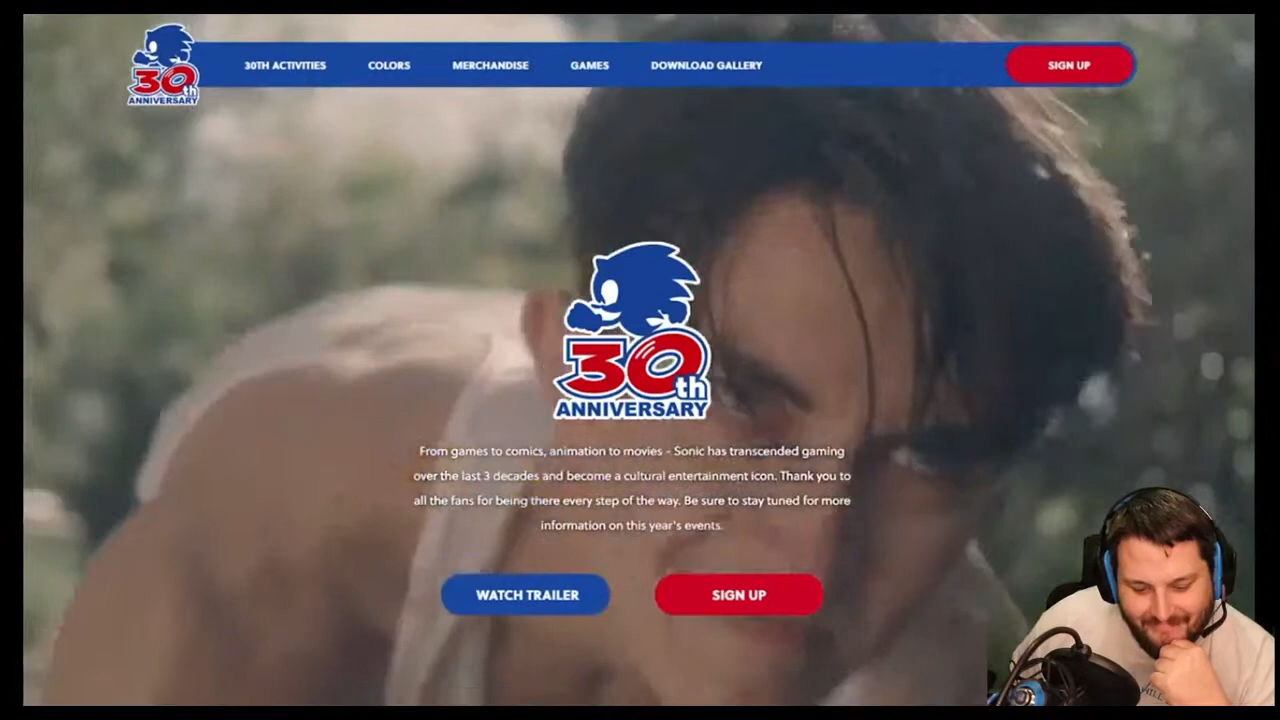 30th
ANNIVERSARY
30TH ACTIVITIES
COLORS
MERCHANDISE
GAMES
DOWNLOAD GALLERY
SIGN UP
30th
ANNIVERSARY
From games to comics, animation to movies - Sonic has transcended gaming
over the last 3 decades and become a cultural entertainment icon. Thank you to
all the fans for being there every step of the way. Be sure to stay tuned for more
information on this year's events.
WATCH TRAILER
SIGN UP